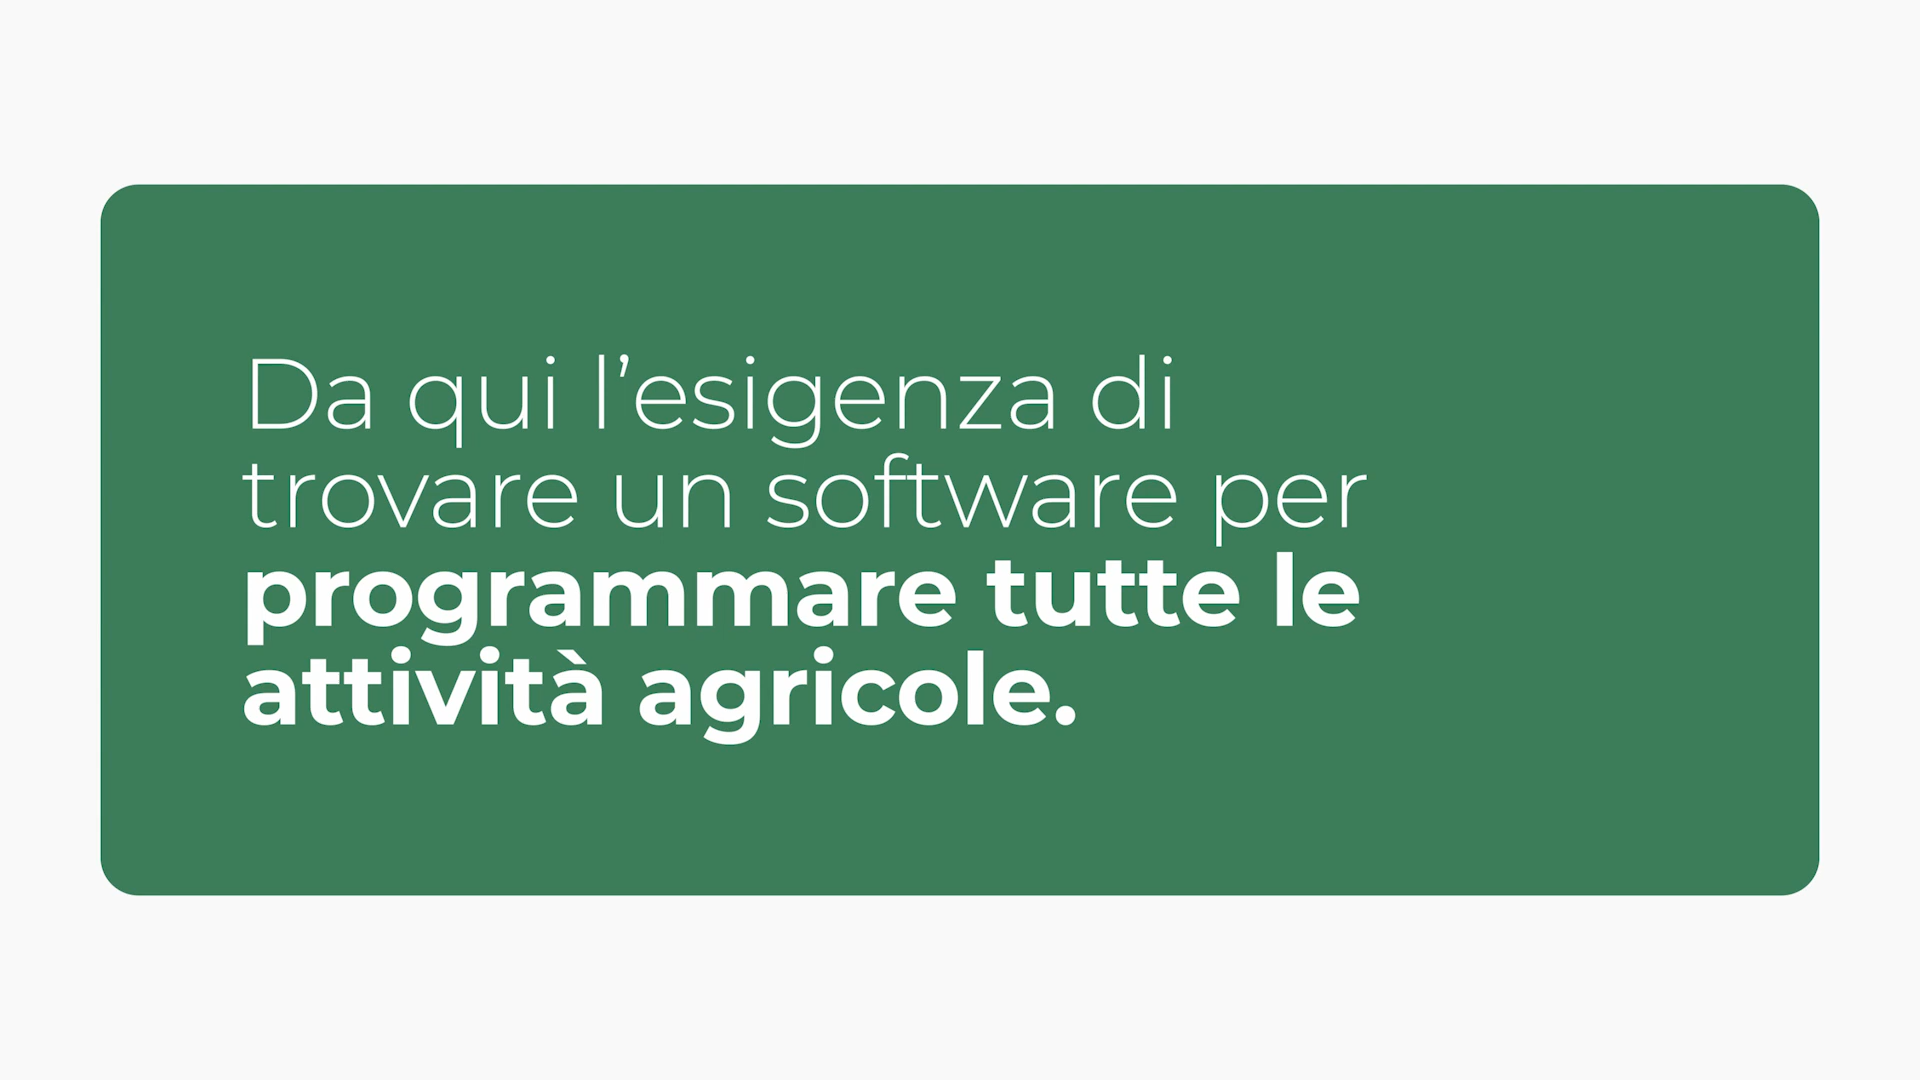 Da qui l’esigenza di
trovare un software per
programmare tutte le
attività agricole.